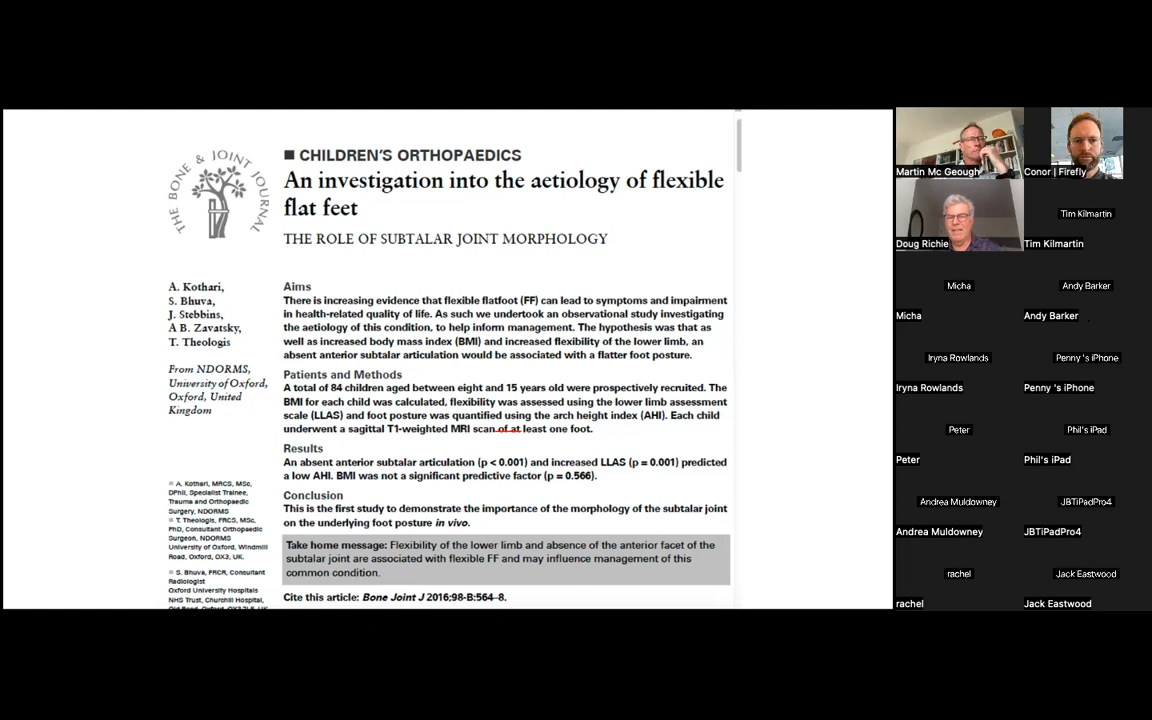 THE BONE & JOINT JOURNAL
■ CHILDREN'S ORTHOPAEDICS
An investigation into the aetiology of flexible
flat feet
THE ROLE OF SUBTALAR JOINT MORPHOLOGY
A. Kothari,
S. Bhuva,
J. Stebbins,
A B. Zavatsky,
T. Theologis
From NDORMS,
University of Oxford,
Oxford, United
Kingdom
■ A. Kothari, MRCS, MSc,
DPhil, Specialist Trainee,
Trauma and Orthopaedic
Surgery, NDORMS
■ T. Theologis, FRCS, MSc,
PhD, Consultant Orthopaedic
Surgeon, NDORMS
University of Oxford, Windmill
Road, Oxford, OX3, UK.
■ S. Bhuva, FRCR, Consultant
Radiologist
Oxford University Hospitals
NHS Trust, Churchill Hospital,
Aims
There is increasing evidence that flexible flatfoot (FF) can lead to symptoms and impairment
in health-related quality of life. As such we undertook an observational study investigating
the aetiology of this condition, to help inform management. The hypothesis was that as
well as increased body mass index (BMI) and increased flexibility of the lower limb, an
absent anterior subtalar articulation would be associated with a flatter foot posture.
Patients and Methods
A total of 84 children aged between eight and 15 years old were prospectively recruited. The
BMI for each child was calculated, flexibility was assessed using the lower limb assessment
scale (LLAS) and foot posture was quantified using the arch height index (AHI). Each child
underwent a sagittal T1-weighted MRI scan of at least one foot.
Results
An absent anterior subtalar articulation (p < 0.001) and increased LLAS (p = 0.001) predicted
a low AHI. BMI was not a significant predictive factor (p = 0.566).
Conclusion
This is the first study to demonstrate the importance of the morphology of the subtalar joint
on the underlying foot posture in vivo.
Take home message: Flexibility of the lower limb and absence of the anterior facet of the
subtalar joint are associated with flexible FF and may influence management of this
common condition.
Cite this article: Bone Joint J 2016;98-B:564–8.
Martin Mc Geough
Conor | Firefly
Doug Richie
Tim Kilmartin
Tim Kilmartin
Micha
Andy Barker
Micha
Andy Barker
Iryna Rowlands
Penny 's iPhone
Iryna Rowlands
Penny 's iPhone
Peter
Phil's iPad
Peter
Phil's iPad
Andrea Muldowney
JBTiPadPro4
Andrea Muldowney
JBTiPadPro4
rachel
Jack Eastwood
rachel
Jack Eastwood